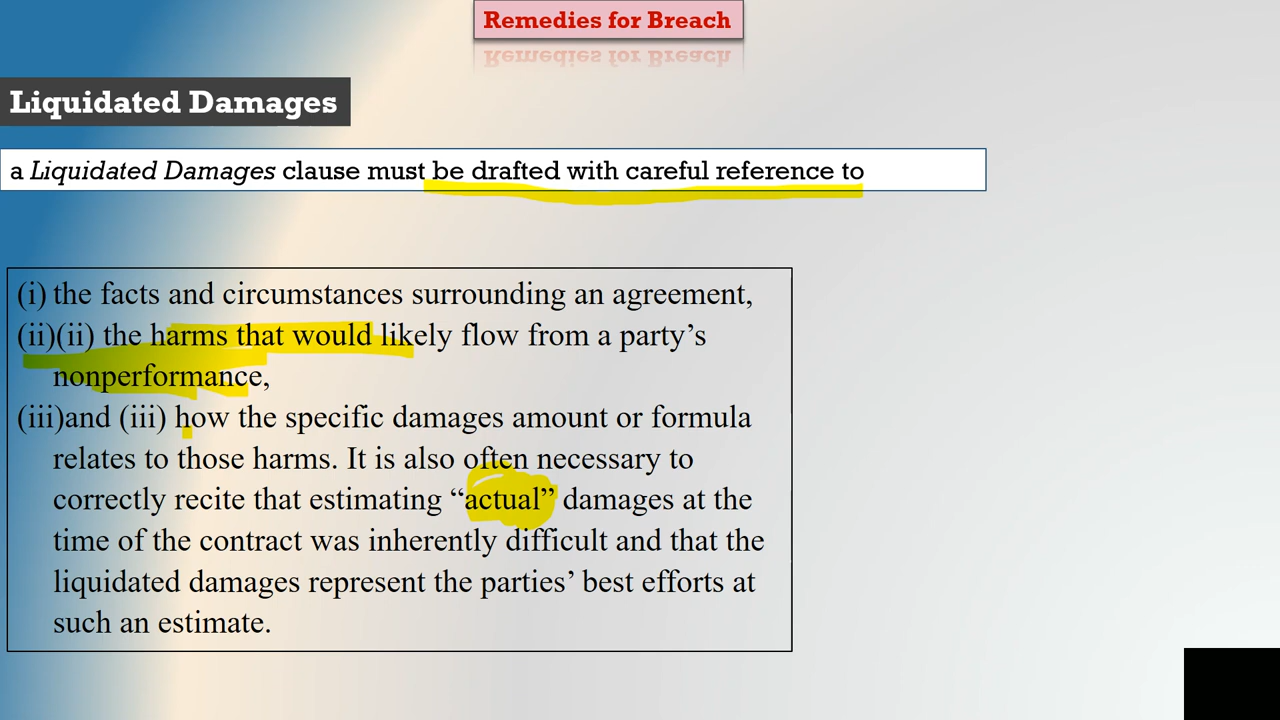 Remedies for Breach
Liquidated Damages
a Liquidated Damages clause must be drafted with careful reference to
(i) the facts and circumstances surrounding an agreement,
(ii)(ii) the harms that would likely flow from a party’s
nonperformance,
(iii)and (iii) how the specific damages amount or formula
relates to those harms. It is also often necessary to
correctly recite that estimating “actual” damages at the
time of the contract was inherently difficult and that the
liquidated damages represent the parties’ best efforts at
such an estimate.